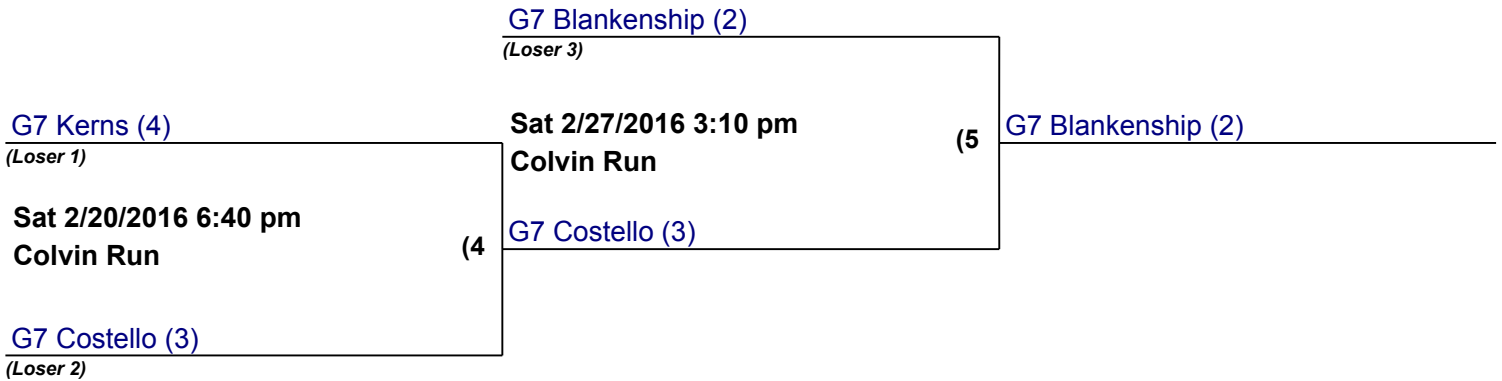 G7 Blankenship (2)
(Loser 3)
G7 Kerns (4)
(Loser 1)
Sat 2/27/2016 3:10 pm
Colvin Run
(5
G7 Blankenship (2)
Sat 2/20/2016 6:40 pm
Colvin Run
(4
G7 Costello (3)
G7 Costello (3)
(Loser 2)